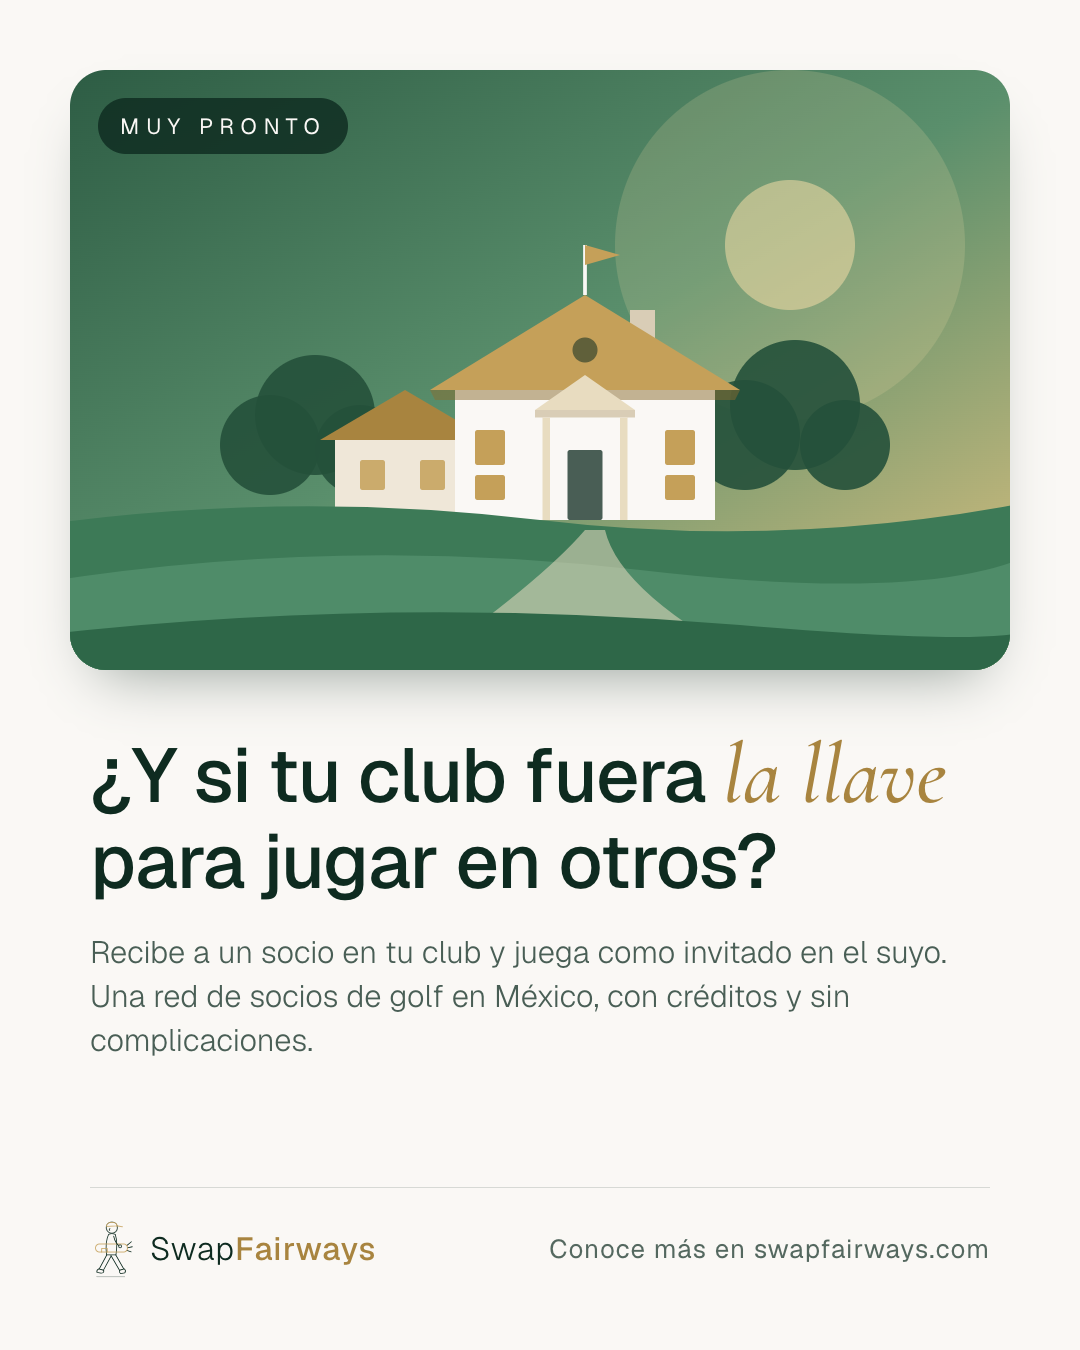 MUY PRONTO
¿Y si tu club fuera la llave
para jugar en otros?
Recibe a un socio en tu club y juega como invitado en el suyo.
Una red de socios de golf en México, con créditos y sin
complicaciones.
SwapFairways
Conoce más en swapfairways.com